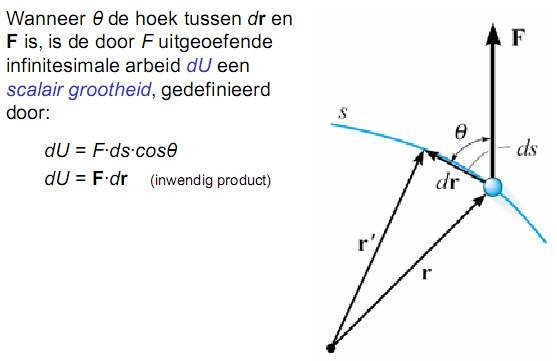 Wanneer θ de hoek tussen dr en
F is, is de door F uitgeoefende
infinitesimale arbeid dU een
scalair grootheid, gedefinieerd
door:
dU = F·ds·cosθ
dU = F·dr (inwendig product)
F
s
θ
ds
dr
r'
r